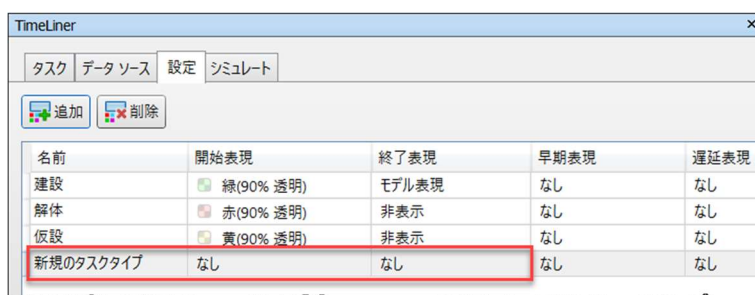 TimeLiner
タスク データ ソース 設定 シミュレート
追加 削除
名前 開始表現 終了表現 早期表現 遅延表現
建設 緑(90% 透明) モデル表現 なし なし
解体 赤(90% 透明) 非表示 なし なし
仮設 黄(90% 透明) 非表示 なし なし
新規のタスクタイプ なし なし なし なし